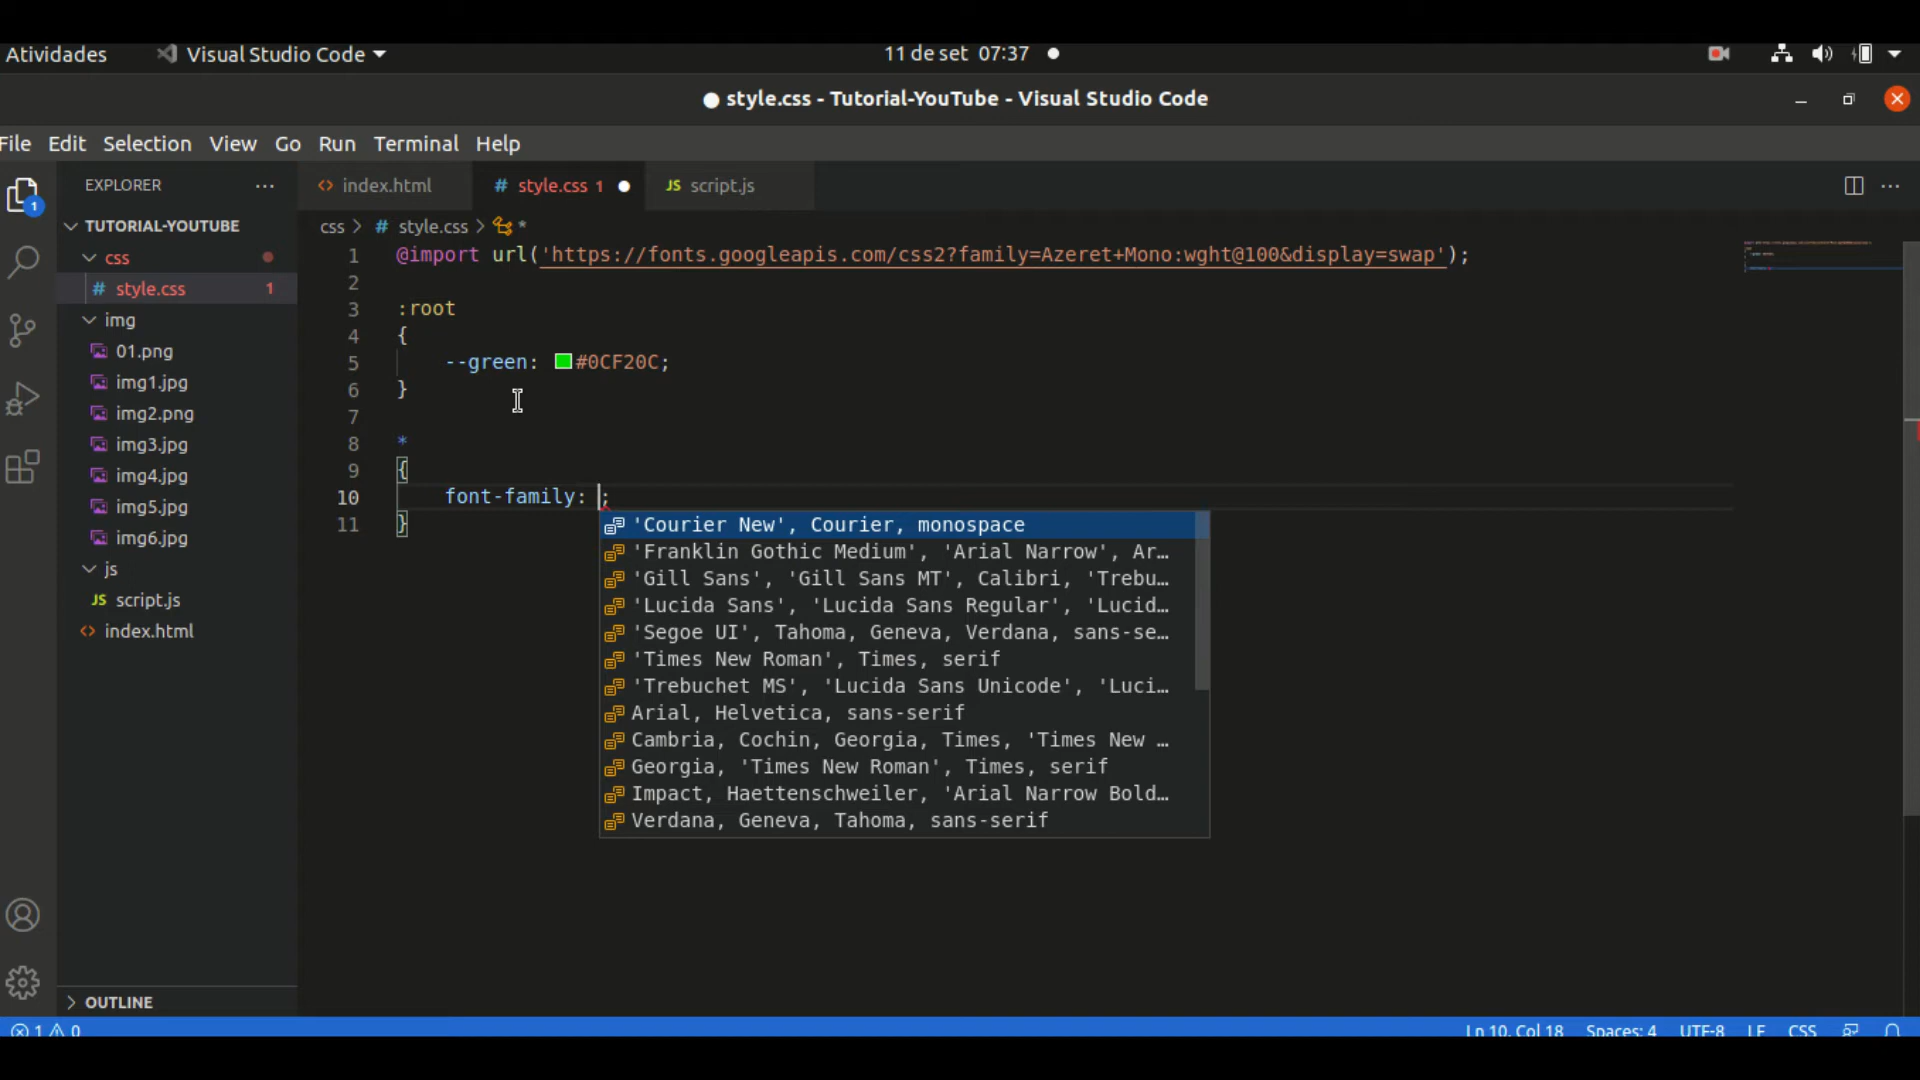 Atividades
Visual Studio Code
11 de set 07:37
style.css - Tutorial-YouTube - Visual Studio Code
File Edit Selection View Go Run Terminal Help
1
EXPLORER
TUTORIAL-YOUTUBE
css
# style.css 1
img
01.png
img1.jpg
img2.png
img3.jpg
img4.jpg
img5.jpg
img6.jpg
js
JS script.js
<> index.html
OUTLINE
<> index.html
# style.css 1
JS script.js
css > # style.css > *
1 @import url('https://fonts.googleapis.com/css2?family=Azeret+Mono:wght@100&display=swap');
2
3 :root
4 {
5 --green: #0CF20C;
6 }
7
8 *
9 {
10 font-family: ;
11 }
'Courier New', Courier, monospace
'Franklin Gothic Medium', 'Arial Narrow', Ar…
'Gill Sans', 'Gill Sans MT', Calibri, 'Trebu…
'Lucida Sans', 'Lucida Sans Regular', 'Lucid…
'Segoe UI', Tahoma, Geneva, Verdana, sans-se…
'Times New Roman', Times, serif
'Trebuchet MS', 'Lucida Sans Unicode', 'Luci…
Arial, Helvetica, sans-serif
Cambria, Cochin, Georgia, Times, 'Times New …
Georgia, 'Times New Roman', Times, serif
Impact, Haettenschweiler, 'Arial Narrow Bold…
Verdana, Geneva, Tahoma, sans-serif
1 0
Ln 10, Col 18 Spaces: 4 UTF-8 LF CSS